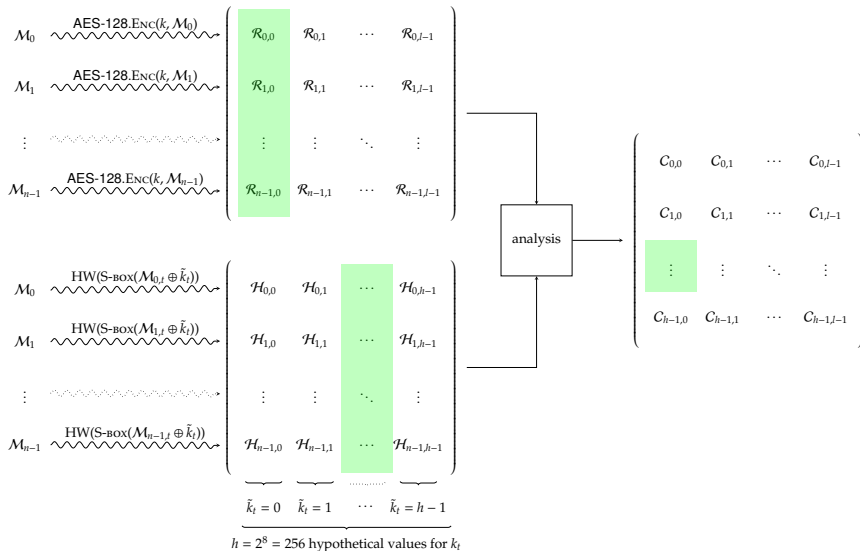 ℳ₀ AES-128.Enc(k, ℳ₀) ℛ₀,₀ ℛ₀,₁ ⋯ ℛ₀,ₗ₋₁
ℳ₁ AES-128.Enc(k, ℳ₁) ℛ₁,₀ ℛ₁,₁ ⋯ ℛ₁,ₗ₋₁
⋮ ⋮ ⋮ ⋱ ⋮
ℳₙ₋₁ AES-128.Enc(k, ℳₙ₋₁) ℛₙ₋₁,₀ ℛₙ₋₁,₁ ⋯ ℛₙ₋₁,ₗ₋₁
ℳ₀ HW(S-box(ℳ₀,ₜ ⊕ k̃ₜ)) ℋ₀,₀ ℋ₀,₁ ⋯ ℋ₀,ₕ₋₁
ℳ₁ HW(S-box(ℳ₁,ₜ ⊕ k̃ₜ)) ℋ₁,₀ ℋ₁,₁ ⋯ ℋ₁,ₕ₋₁
⋮ ⋮ ⋮ ⋱ ⋮
ℳₙ₋₁ HW(S-box(ℳₙ₋₁,ₜ ⊕ k̃ₜ)) ℋₙ₋₁,₀ ℋₙ₋₁,₁ ⋯ ℋₙ₋₁,ₕ₋₁
k̃ₜ = 0 k̃ₜ = 1 ⋯ k̃ₜ = h − 1
h = 2⁸ = 256 hypothetical values for kₜ
analysis
𝒞₀,₀ 𝒞₀,₁ ⋯ 𝒞₀,ₗ₋₁
𝒞₁,₀ 𝒞₁,₁ ⋯ 𝒞₁,ₗ₋₁
⋮ ⋮ ⋱ ⋮
𝒞ₕ₋₁,₀ 𝒞ₕ₋₁,₁ ⋯ 𝒞ₕ₋₁,ₗ₋₁